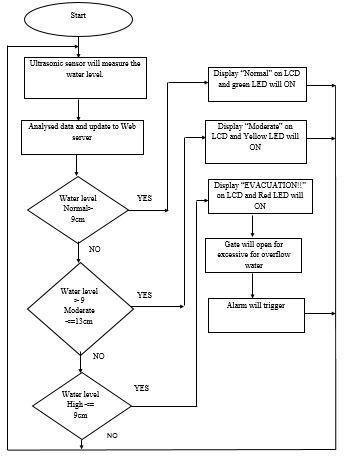 Start
Ultrasonic sensor will measure the
water level.
Analysed data and update to Web
server
Water level
Normal>-
9cm
YES
NO
Display "Normal" on LCD
and green LED will ON
Display "Moderate" on
LCD and Yellow LED will
ON
Display "EVACUATION!!"
on LCD and Red LED will
ON
Gate will open for
excessive for overflow
water
Alarm will trigger
Water level
> 9
Moderate
-<=13cm
YES
NO
Water level
High -<=
9cm
YES
NO